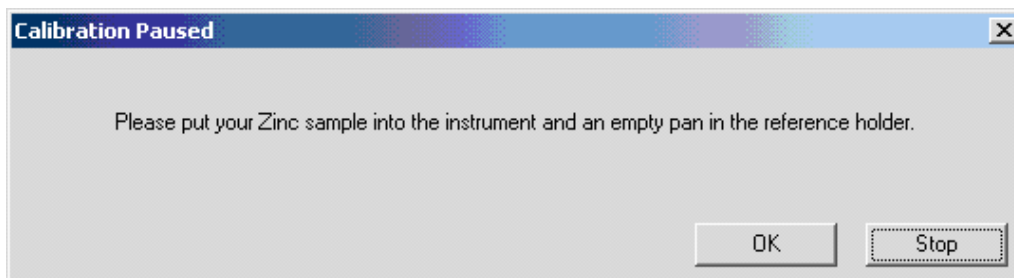 Calibration Paused
Please put your Zinc sample into the instrument and an empty pan in the reference holder.
OK
Stop